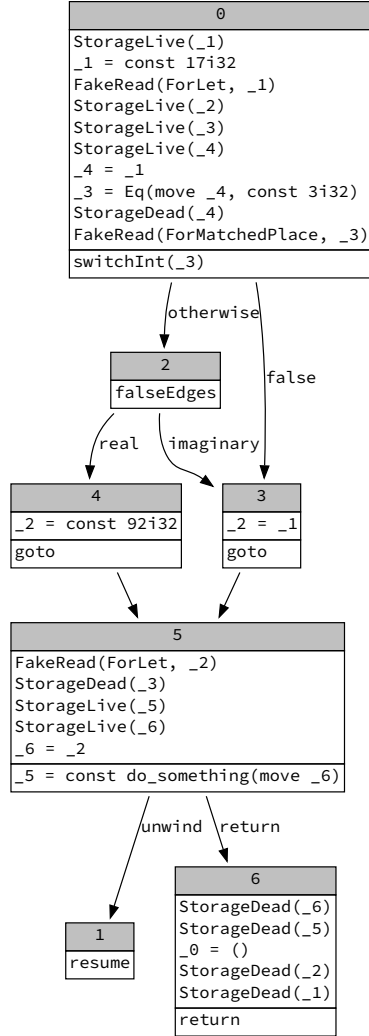 0
StorageLive(_1)
_1 = const 17i32
FakeRead(ForLet, _1)
StorageLive(_2)
StorageLive(_3)
StorageLive(_4)
_4 = _1
_3 = Eq(move _4, const 3i32)
StorageDead(_4)
FakeRead(ForMatchedPlace, _3)
switchInt(_3)
otherwise
false
2
falseEdges
real
imaginary
4
_2 = const 92i32
goto
3
_2 = _1
goto
5
FakeRead(ForLet, _2)
StorageDead(_3)
StorageLive(_5)
StorageLive(_6)
_6 = _2
_5 = const do_something(move _6)
unwind
return
1
resume
6
StorageDead(_6)
StorageDead(_5)
_0 = ()
StorageDead(_2)
StorageDead(_1)
return